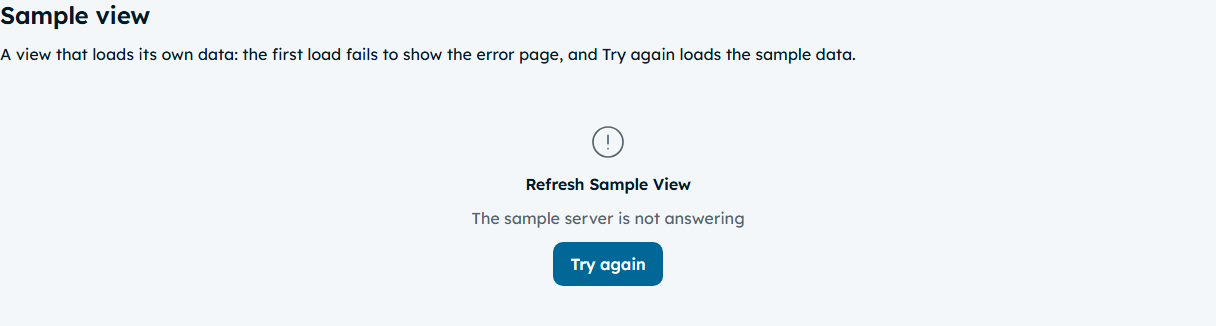 Sample view
A view that loads its own data: the first load fails to show the error page, and Try again loads the sample data.
Refresh Sample View
The sample server is not answering
Try again